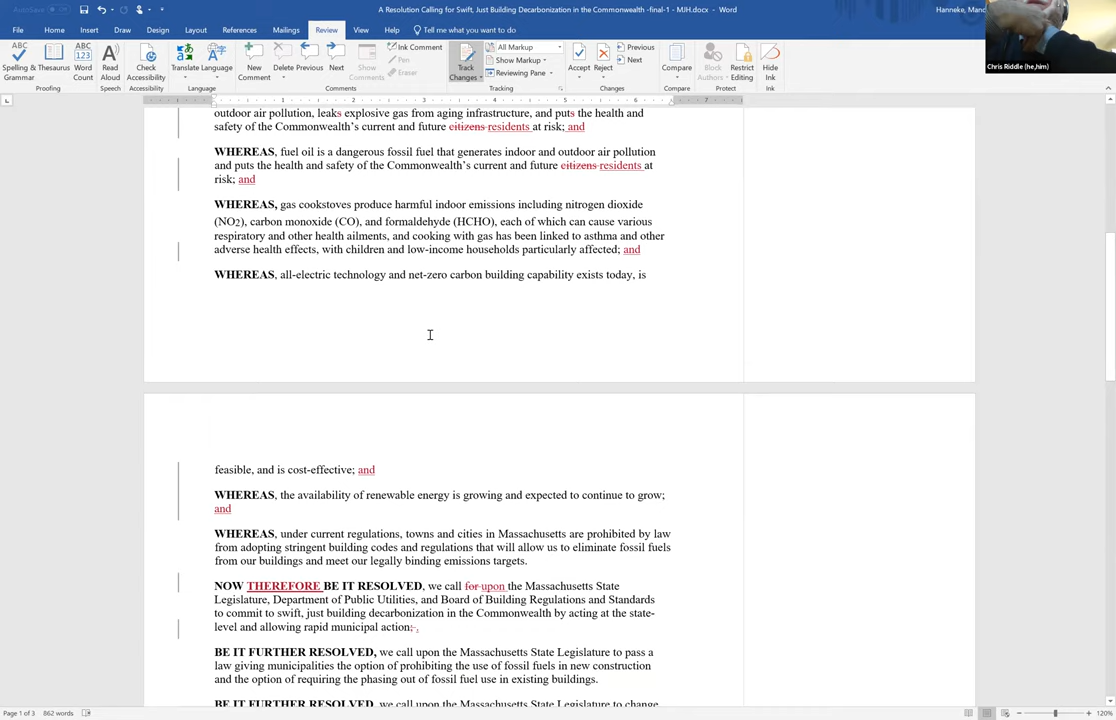 AutoSave Off
A Resolution Calling for Swift, Just Building Decarbonization in the Commonwealth -final-1 - MJH.docx - Word
Hanneke,
File Home Insert Draw Design Layout References Mailings Review View Help Tell me what you want to do
Spelling & Grammar
Thesaurus
Word Count
Read Aloud
Check Accessibility
Translate
Language
New Comment
Delete
Previous
Next
Show Comments
Ink Comment
Pen
Eraser
Track Changes
All Markup
Show Markup
Reviewing Pane
Accept
Reject
Previous
Next
Compare
Block Authors
Restrict Editing
Hide Ink
Proofing Speech Accessibility Language Comments Tracking Changes Compare Protect Ink
Chris Riddle (he,him)
1 2 3 4 5 6 7
outdoor air pollution, leaks explosive gas from aging infrastructure, and puts the health and
safety of the Commonwealth's current and future citizens residents at risk; and
WHEREAS, fuel oil is a dangerous fossil fuel that generates indoor and outdoor air pollution
and puts the health and safety of the Commonwealth's current and future citizens residents at
risk; and
WHEREAS, gas cookstoves produce harmful indoor emissions including nitrogen dioxide
(NO2), carbon monoxide (CO), and formaldehyde (HCHO), each of which can cause various
respiratory and other health ailments, and cooking with gas has been linked to asthma and other
adverse health effects, with children and low-income households particularly affected; and
WHEREAS, all-electric technology and net-zero carbon building capability exists today, is
feasible, and is cost-effective; and
WHEREAS, the availability of renewable energy is growing and expected to continue to grow;
and
WHEREAS, under current regulations, towns and cities in Massachusetts are prohibited by law
from adopting stringent building codes and regulations that will allow us to eliminate fossil fuels
from our buildings and meet our legally binding emissions targets.
NOW THEREFORE BE IT RESOLVED, we call for upon the Massachusetts State
Legislature, Department of Public Utilities, and Board of Building Regulations and Standards
to commit to swift, just building decarbonization in the Commonwealth by acting at the state-
level and allowing rapid municipal action; .
BE IT FURTHER RESOLVED, we call upon the Massachusetts State Legislature to pass a
law giving municipalities the option of prohibiting the use of fossil fuels in new construction
and the option of requiring the phasing out of fossil fuel use in existing buildings.
BE IT FURTHER RESOLVED, we call upon the Massachusetts State Legislature to change
Page 1 of 3 862 words
120%